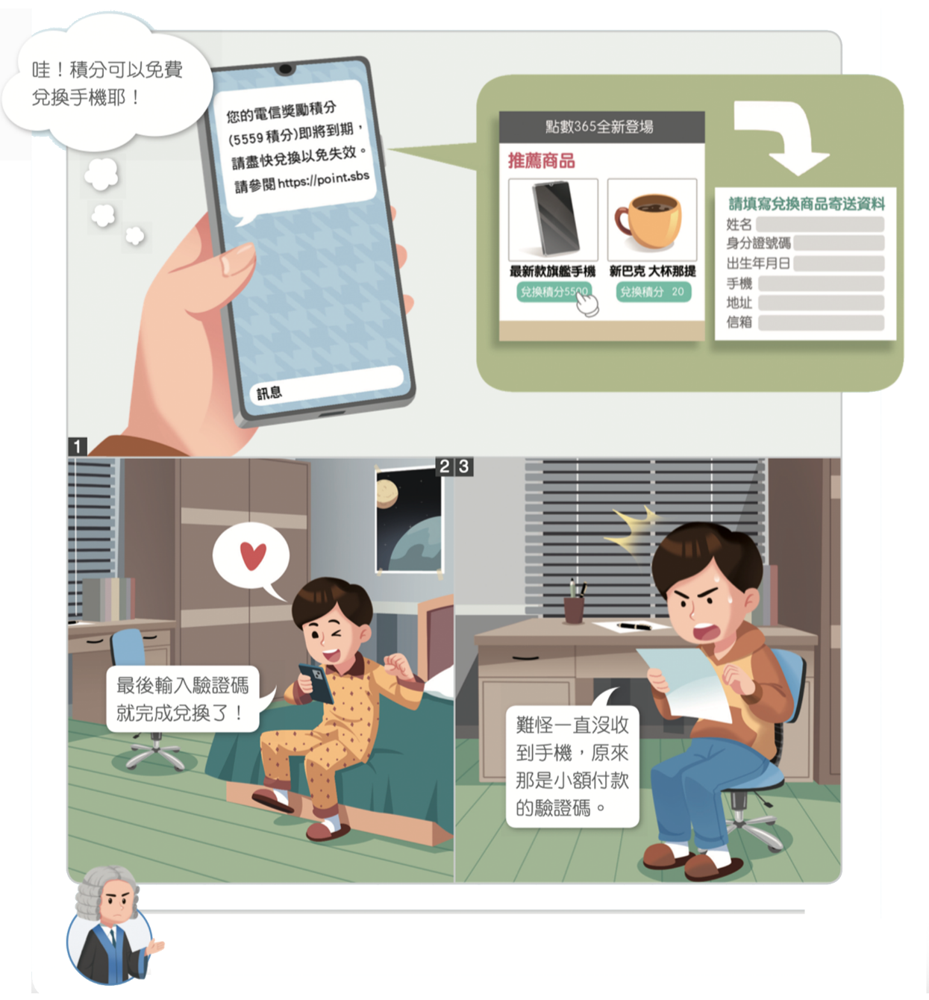 哇！積分可以免費
兌換手機耶！
您的電信獎勵積分
(5559 積分)即將到期，
請盡快兌換以免失效。
請參閱 https://point.sbs
訊息
點數365全新登場
推薦商品
最新款旗艦手機
兌換積分5500
新巴克 大杯那提
兌換積分 20
請填寫兌換商品寄送資料
姓名
身分證號碼
出生年月日
手機
地址
信箱
1
2
最後輸入驗證碼
就完成兌換了！
3
難怪一直沒收
到手機，原來
那是小額付款
的驗證碼。